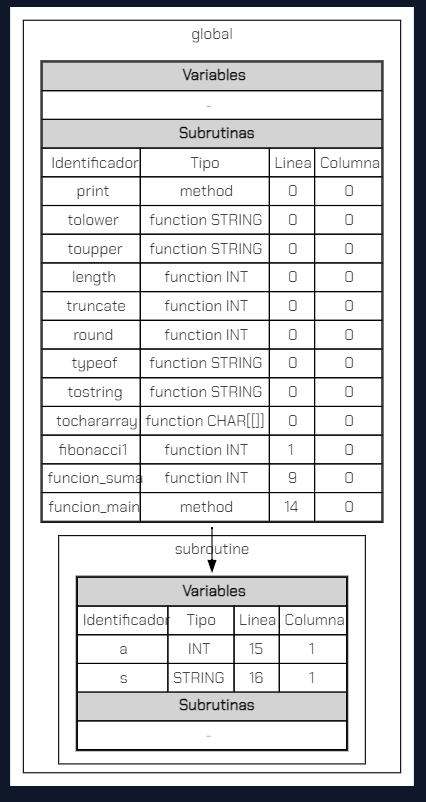 global
Variables
-
Subrutinas
Identificador Tipo Linea Columna
print method 0 0
tolower function STRING 0 0
toupper function STRING 0 0
length function INT 0 0
truncate function INT 0 0
round function INT 0 0
typeof function STRING 0 0
tostring function STRING 0 0
tochararray function CHAR[[]] 0 0
fibonacci1 function INT 1 0
funcion_suma function INT 9 0
funcion_main method 14 0
subroutine
Variables
Identificador Tipo Linea Columna
a INT 15 1
s STRING 16 1
Subrutinas
-